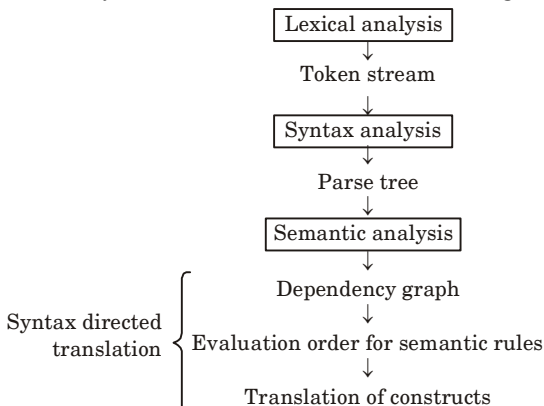 Lexical analysis
Token stream
Syntax analysis
Parse tree
Semantic analysis
Dependency graph
Syntax directed
translation
Evaluation order for semantic rules
Translation of constructs